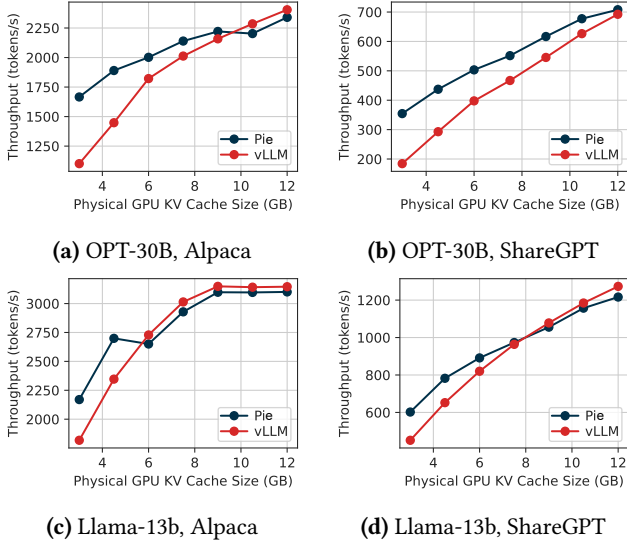 Throughput (tokens/s)
2250
2000
1750
1500
1250
Pie
vLLM
4 6 8 10 12
Physical GPU KV Cache Size (GB)
(a) OPT-30B, Alpaca
Throughput (tokens/s)
700
600
500
400
300
200
Pie
vLLM
4 6 8 10 12
Physical GPU KV Cache Size (GB)
(b) OPT-30B, ShareGPT
Throughput (tokens/s)
3000
2750
2500
2250
2000
Pie
vLLM
4 6 8 10 12
Physical GPU KV Cache Size (GB)
(c) Llama-13b, Alpaca
Throughput (tokens/s)
1200
1000
800
600
Pie
vLLM
4 6 8 10 12
Physical GPU KV Cache Size (GB)
(d) Llama-13b, ShareGPT